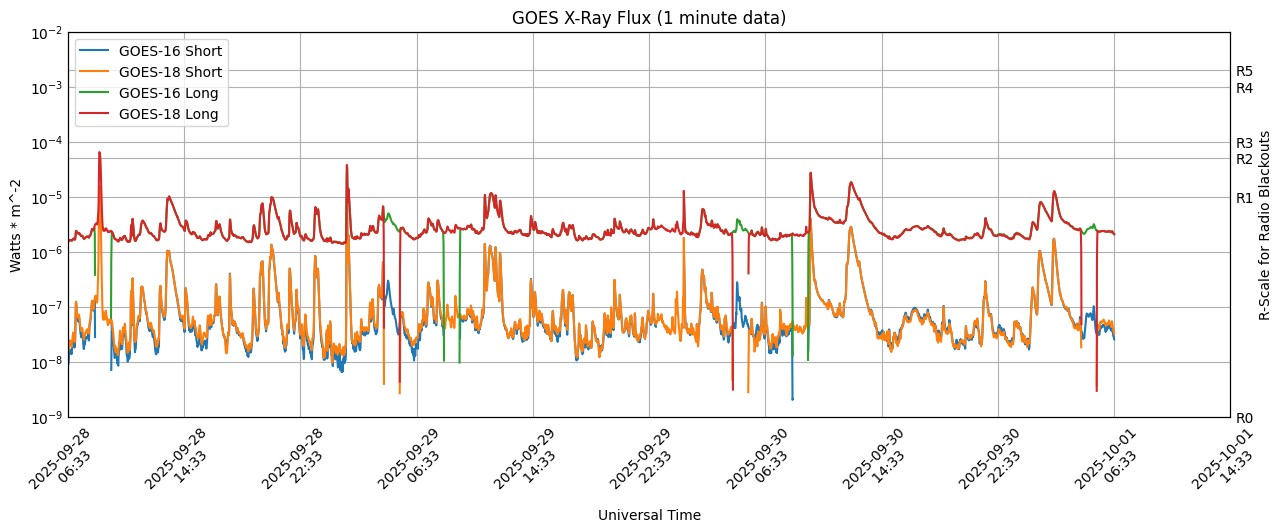 GOES X-Ray Flux (1 minute data)
GOES-16 Short
GOES-18 Short
GOES-16 Long
GOES-18 Long
10^-2
10^-3
10^-4
10^-5
10^-6
10^-7
10^-8
10^-9
Watts * m^-2
R5
R4
R3
R2
R1
R0
R-Scale for Radio Blackouts
2025-09-28
06:33
2025-09-28
14:33
2025-09-28
22:33
2025-09-29
06:33
2025-09-29
14:33
2025-09-29
22:33
2025-09-30
06:33
2025-09-30
14:33
2025-09-30
22:33
2025-10-01
06:33
2025-10-01
14:33
Universal Time